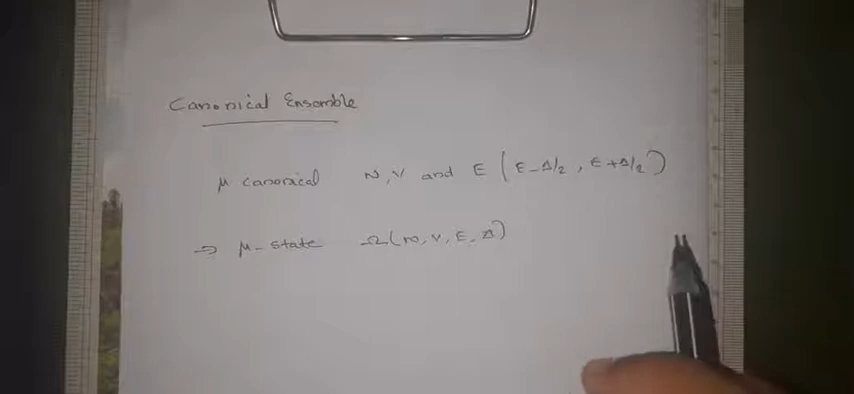 Canonical Ensemble
μ canonical N, V and E (E-Δ/2, E+Δ/2)
⇒ μ-state Ω(N, V, E, Δ)